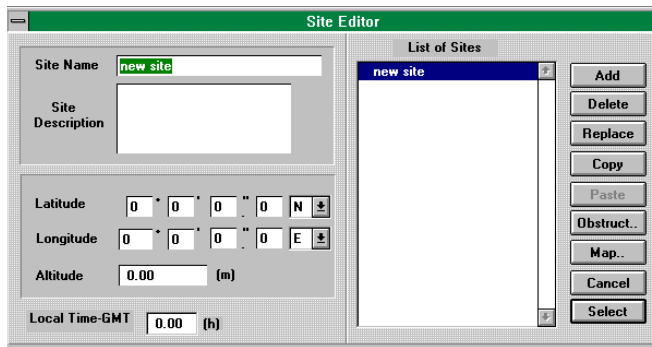 Site Editor
Site Name new site
Site Description
Latitude 0 ° 0 ' 0 . " 0 N
Longitude 0 ° 0 ' 0 . " 0 E
Altitude 0.00 (m)
Local Time-GMT 0.00 (h)
List of Sites
new site
Add
Delete
Replace
Copy
Paste
Obstruct..
Map..
Cancel
Select